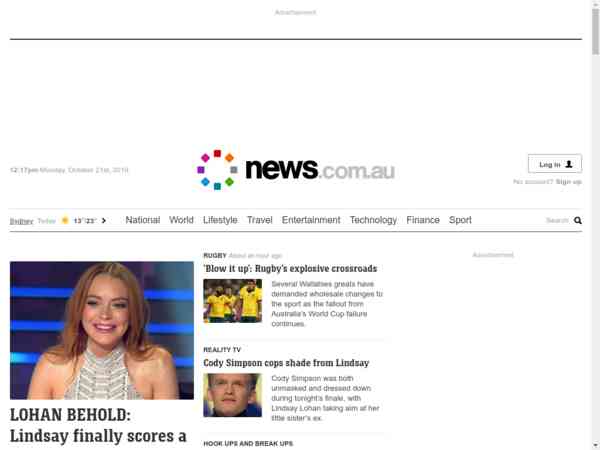 Advertisement
12:17pm Monday, October 21st, 2019
news.com.au
Log in
No account? Sign up
Sydney Today 13°/23°
National World Lifestyle Travel Entertainment Technology Finance Sport
Search
RUGBY About an hour ago
'Blow it up': Rugby's explosive crossroads
Several Wallabies greats have
demanded wholesale changes to
the sport as the fallout from
Australia's World Cup failure
continues.
Advertisement
REALITY TV
Cody Simpson cops shade from Lindsay
Cody Simpson was both
unmasked and dressed down
during tonight's finale, with
Lindsay Lohan taking aim at her
little sister's ex.
LOHAN BEHOLD:
Lindsay finally scores a
HOOK UPS AND BREAK UPS